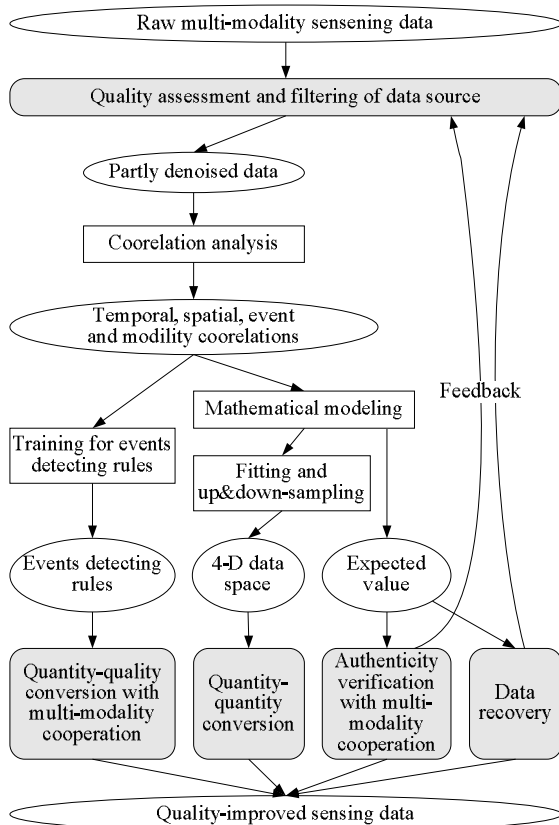 Raw multi-modality sensening data
Quality assessment and filtering of data source
Partly denoised data
Coorelation analysis
Temporal, spatial, event
and modility coorelations
Mathematical modeling
Feedback
Training for events
detecting rules
Fitting and
up&down-sampling
Events detecting
rules
4-D data
space
Expected
value
Quantity-quality
conversion with
multi-modality
cooperation
Quantity-
quantity
conversion
Authenticity
verification
with multi-
modality
cooperation
Data
recovery
Quality-improved sensing data